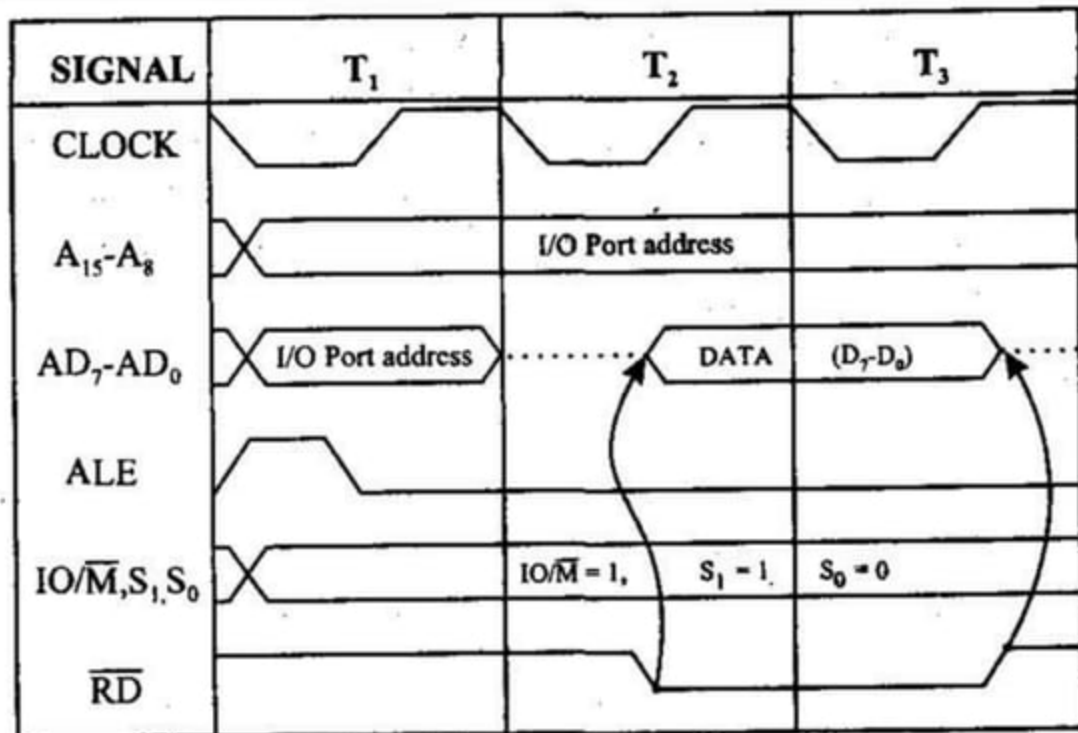 SIGNAL T₁ T₂ T₃
CLOCK
A₁₅-A₈ I/O Port address
AD₇-AD₀ I/O Port address DATA (D₇-D₀)
ALE
IO/M̅,S₁,S₀ IO/M̅ = 1, S₁ = 1 S₀ = 0
R̅D̅